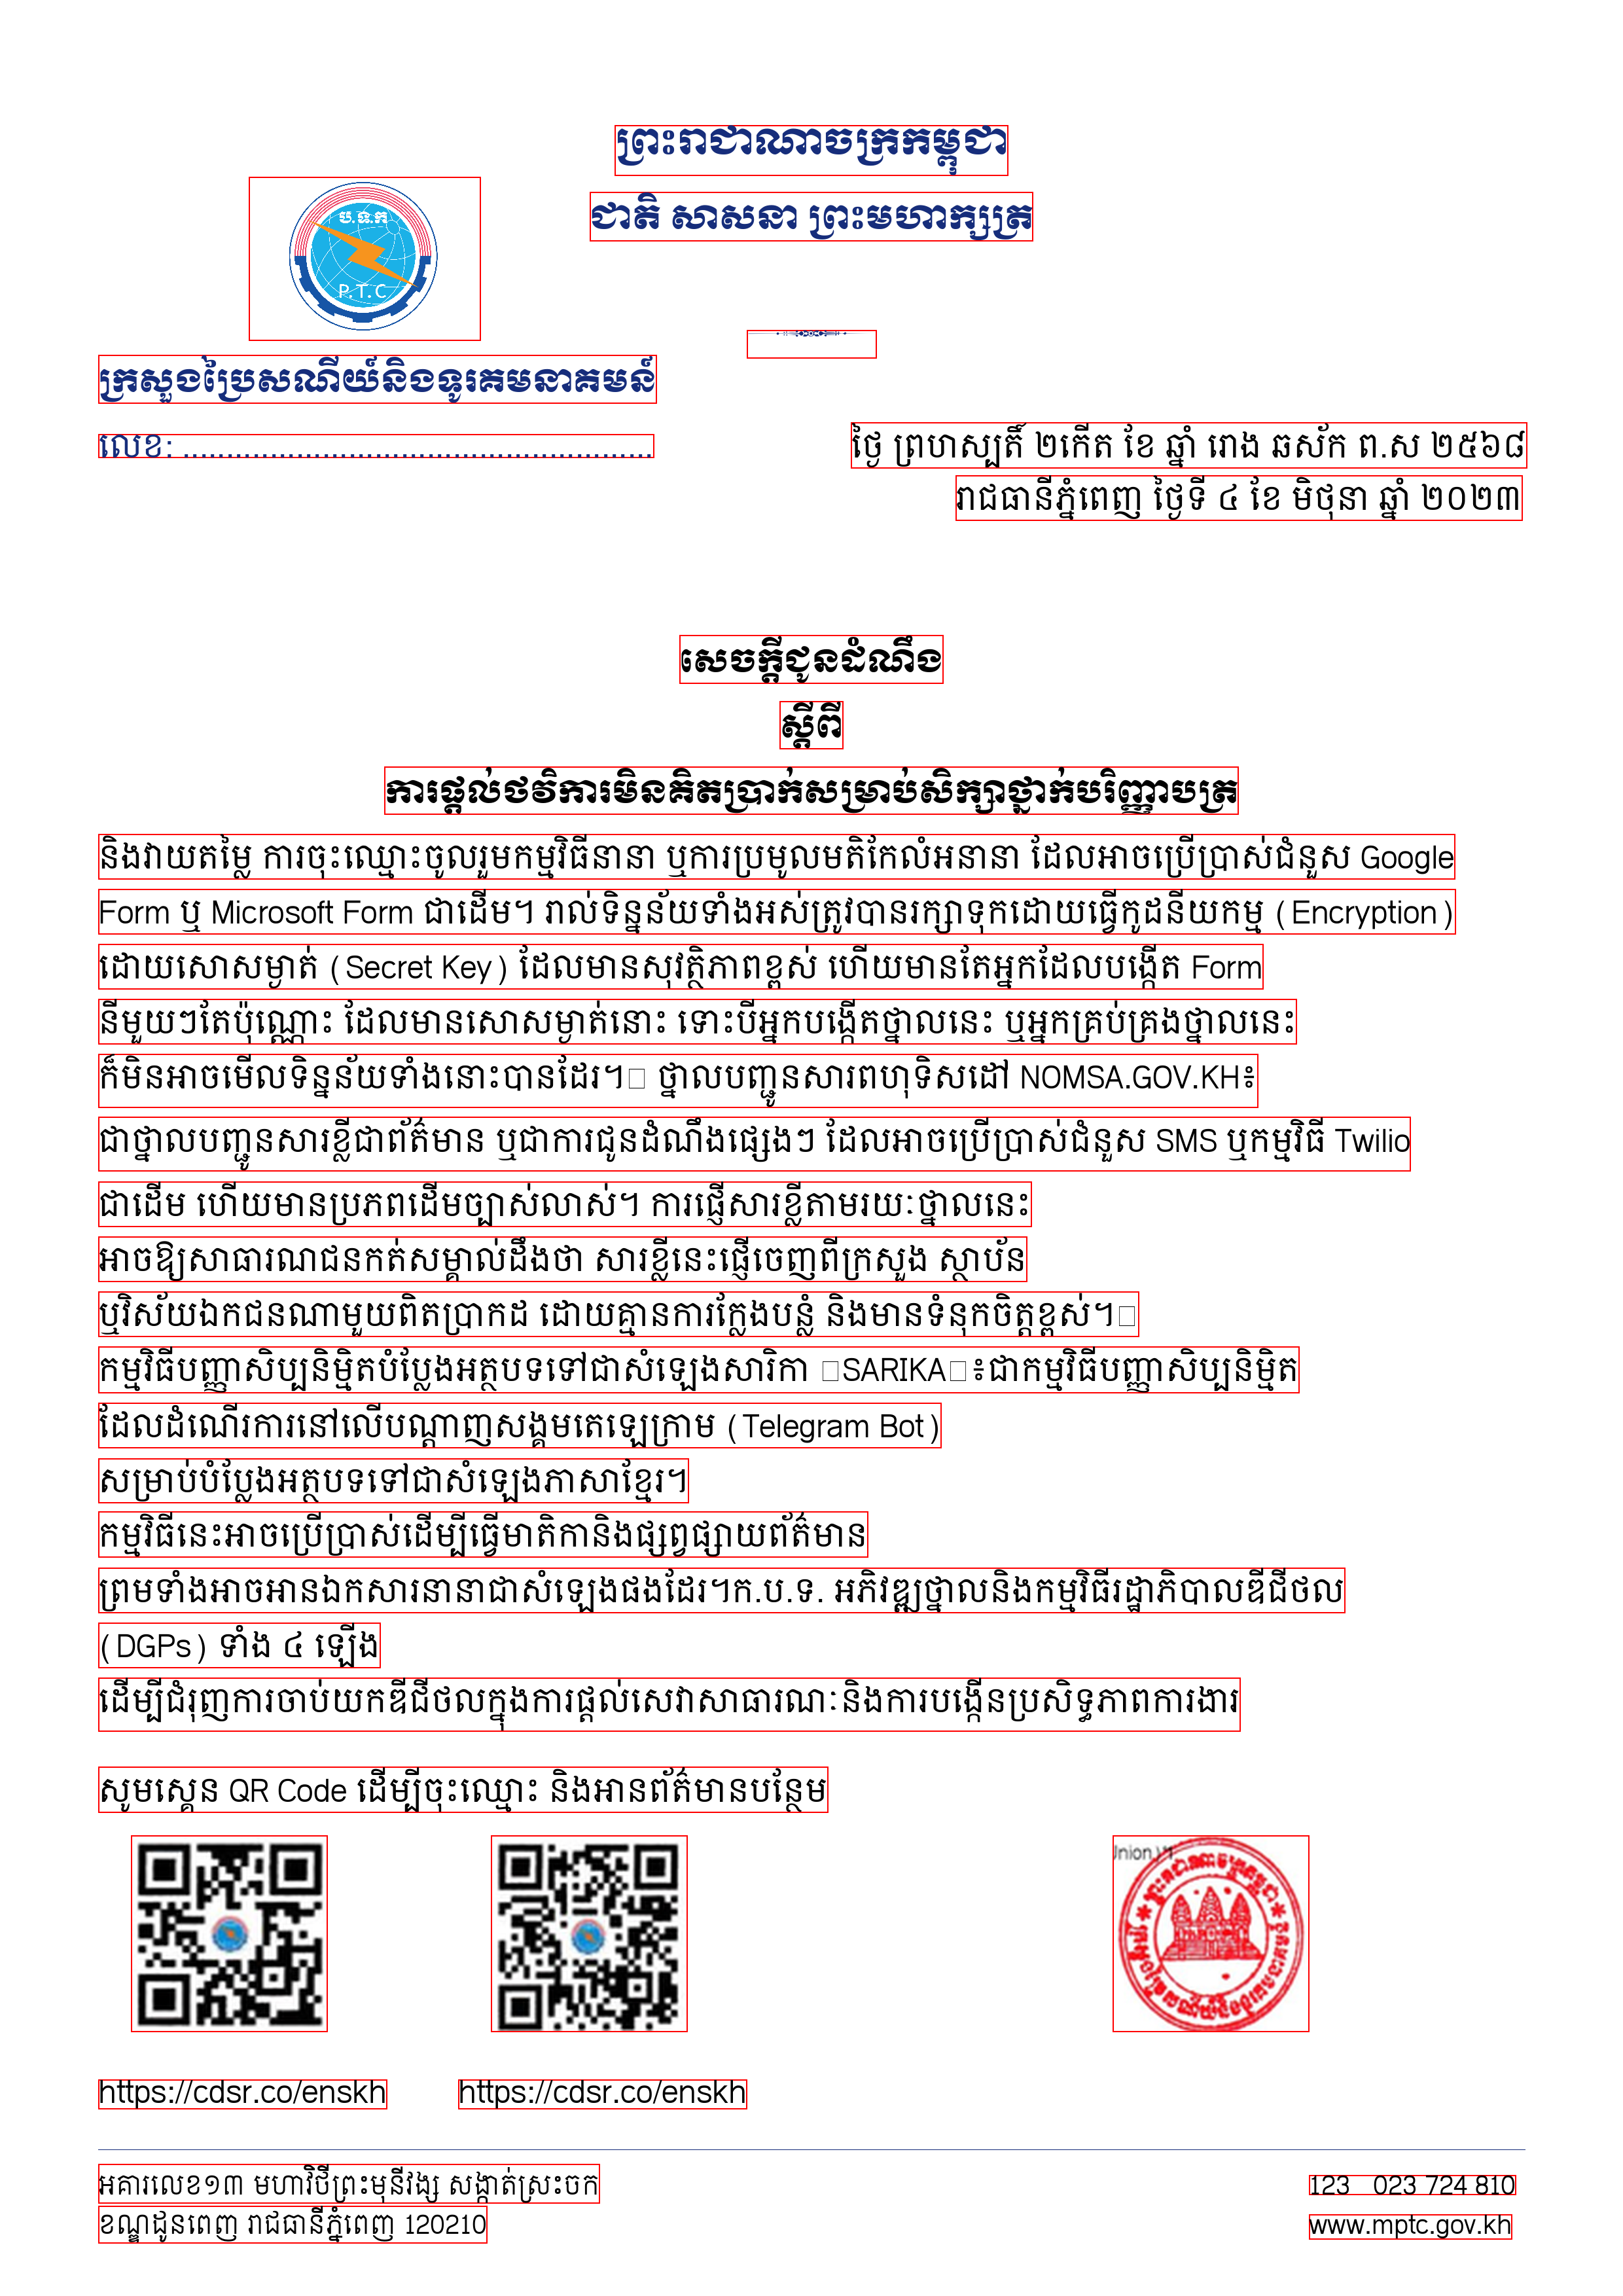 ព្រះរាជាណាចក្រកម្ពុជា
ជាតិ សាសនា ព្រះមហាក្សត្រ
ប.ទ.ក
P.T.C
ក្រសួងប្រៃសណីយ៍និងទូរគមនាគមន៍
លេខ: ......................................................
ថ្ងៃ ព្រហស្បតិ៍ ២កើត ខែ ឆ្នាំ រោង ឆស័ក ព.ស ២៥៦៨
រាជធានីភ្នំពេញ ថ្ងៃទី ៤ ខែ មិថុនា ឆ្នាំ ២០២៣
សេចក្តីជូនដំណឹង
ស្តីពី
ការផ្តល់ថវិការមិនគិតប្រាក់សម្រាប់សិក្សាថ្នាក់បរិញ្ញាបត្រ
និងវាយតម្លៃ ការចុះឈ្មោះចូលរួមកម្មវិធីនានា ឬការប្រមូលមតិកែលំអនានា ដែលអាចប្រើប្រាស់ជំនួស Google
Form ឬ Microsoft Form ជាដើម។ រាល់ទិន្នន័យទាំងអស់ត្រូវបានរក្សាទុកដោយធ្វើកូដនីយកម្ម (Encryption)
ដោយសោសម្ងាត់ (Secret Key) ដែលមានសុវត្ថិភាពខ្ពស់ ហើយមានតែអ្នកដែលបង្កើត Form
នីមួយៗតែប៉ុណ្ណោះ ដែលមានសោសម្ងាត់នោះ ទោះបីអ្នកបង្កើតថ្នាលនេះ ឬអ្នកគ្រប់គ្រងថ្នាលនេះ
ក៏មិនអាចមើលទិន្នន័យទាំងនោះបានដែរ។ ថ្នាលបញ្ជូនសារពហុទិសដៅ NOMSA.GOV.KH៖
ជាថ្នាលបញ្ជូនសារខ្លីជាព័ត៌មាន ឬជាការជូនដំណឹងផ្សេងៗ ដែលអាចប្រើប្រាស់ជំនួស SMS ឬកម្មវិធី Twilio
ជាដើម ហើយមានប្រភពដើមច្បាស់លាស់។ ការផ្ញើសារខ្លីតាមរយៈថ្នាលនេះ
អាចឱ្យសាធារណជនកត់សម្គាល់ដឹងថា សារខ្លីនេះផ្ញើចេញពីក្រសួង ស្ថាប័ន
ឬវិស័យឯកជនណាមួយពិតប្រាកដ ដោយគ្មានការក្លែងបន្លំ និងមានទំនុកចិត្តខ្ពស់។
កម្មវិធីបញ្ញាសិប្បនិម្មិតបំប្លែងអត្ថបទទៅជាសំឡេងសារិកា SARIKA៖ជាកម្មវិធីបញ្ញាសិប្បនិម្មិត
ដែលដំណើរការនៅលើបណ្តាញសង្គមតេឡេក្រាម (Telegram Bot)
សម្រាប់បំប្លែងអត្ថបទទៅជាសំឡេងភាសាខ្មែរ។
កម្មវិធីនេះអាចប្រើប្រាស់ដើម្បីធ្វើមាតិកានិងផ្សព្វផ្សាយព័ត៌មាន
ព្រមទាំងអាចអានឯកសារនានាជាសំឡេងផងដែរ។ក.ប.ទ. អភិវឌ្ឍថ្នាលនិងកម្មវិធីរដ្ឋាភិបាលឌីជីថល
(DGPs) ទាំង ៤ ឡើង
ដើម្បីជំរុញការចាប់យកឌីជីថលក្នុងការផ្តល់សេវាសាធារណៈនិងការបង្កើនប្រសិទ្ធភាពការងារ
សូមស្គេន QR Code ដើម្បីចុះឈ្មោះ និងអានព័ត៌មានបន្ថែម
https://cdsr.co/enskh https://cdsr.co/enskh
អគារលេខ១៣ មហាវិថីព្រះមុនីវង្ស សង្កាត់ស្រះចក
ខណ្ឌដូនពេញ រាជធានីភ្នំពេញ 120210
123 023 724 810
www.mptc.gov.kh